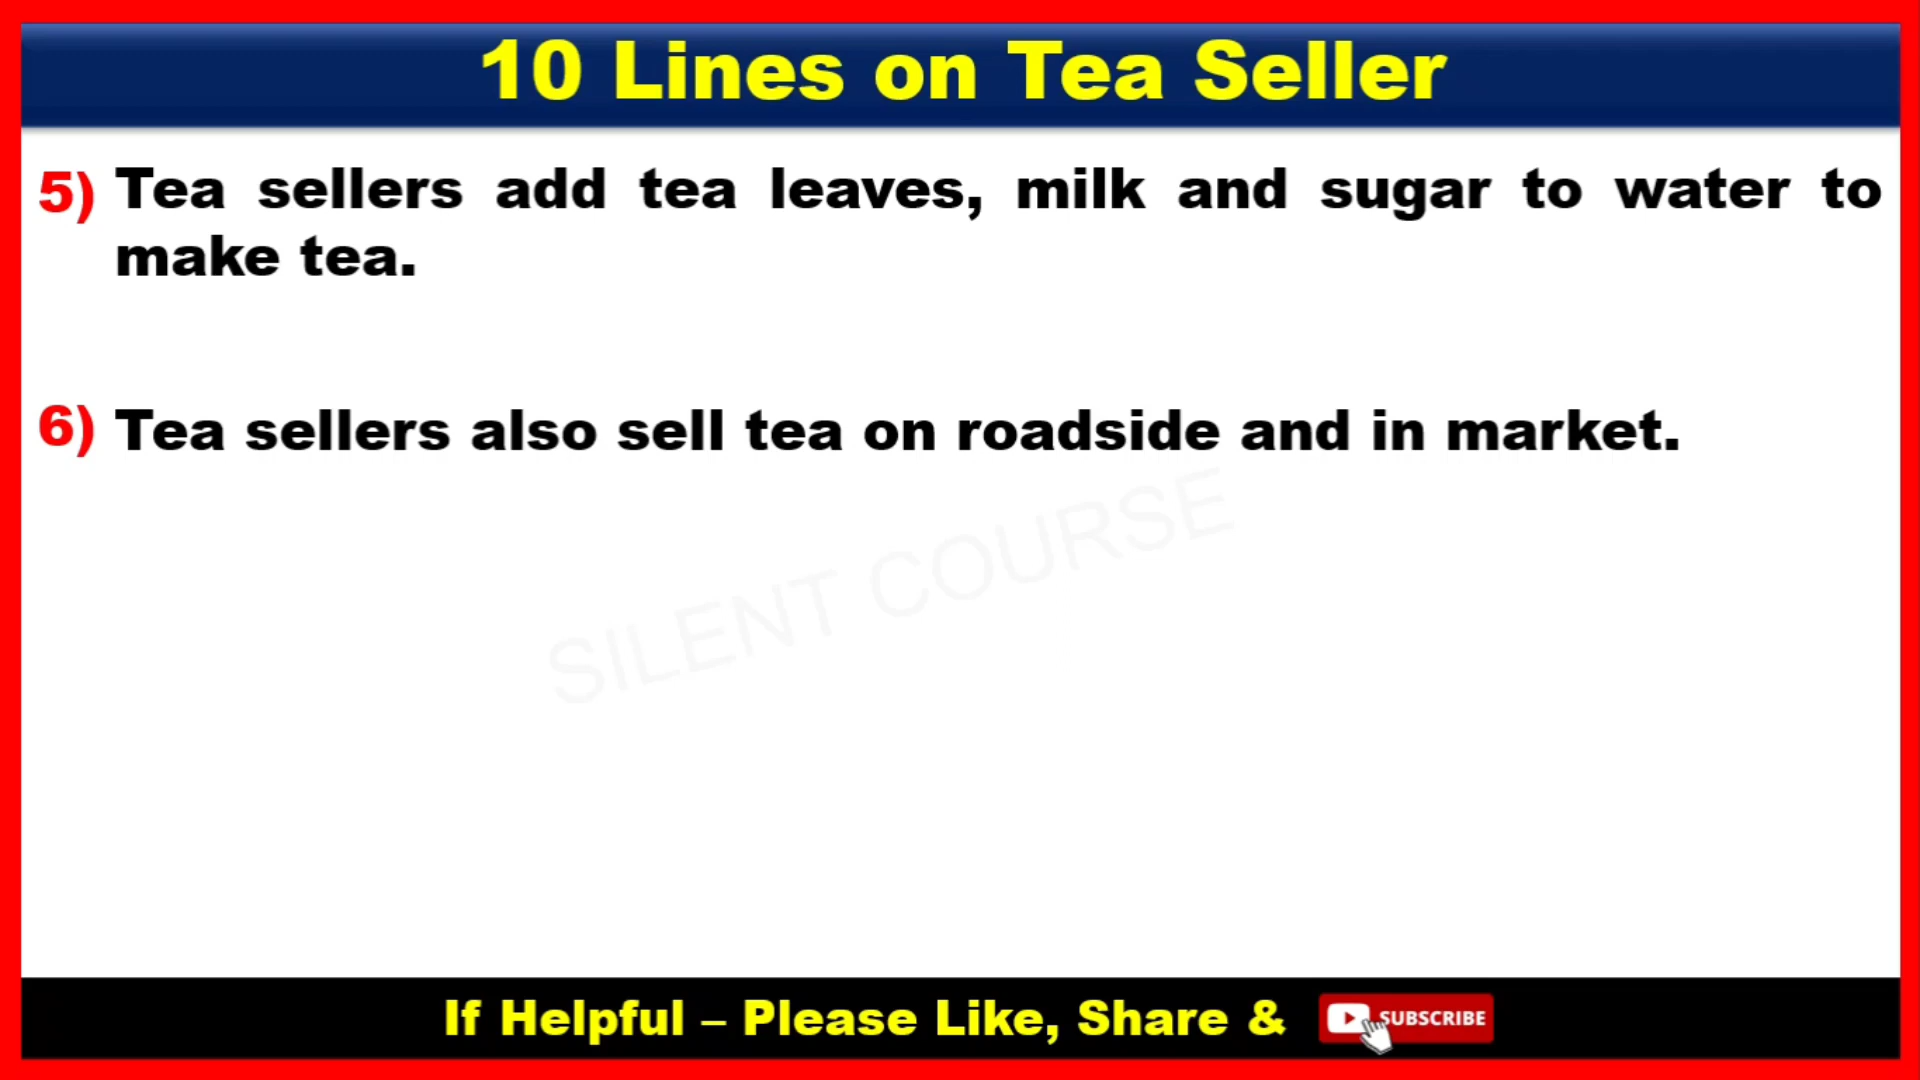 10 Lines on Tea Seller
5) Tea sellers add tea leaves, milk and sugar to water to
make tea.
6) Tea sellers also sell tea on roadside and in market.
SILENT COURSE
If Helpful – Please Like, Share & SUBSCRIBE